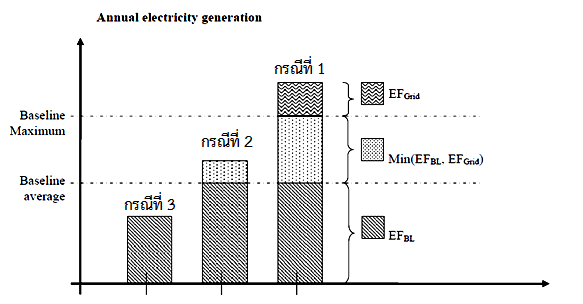 Annual electricity generation
กรณีที่ 1
EFGrid
Baseline
Maximum
กรณีที่ 2
Min(EFBL, EFGrid)
Baseline
average
กรณีที่ 3
EFBL